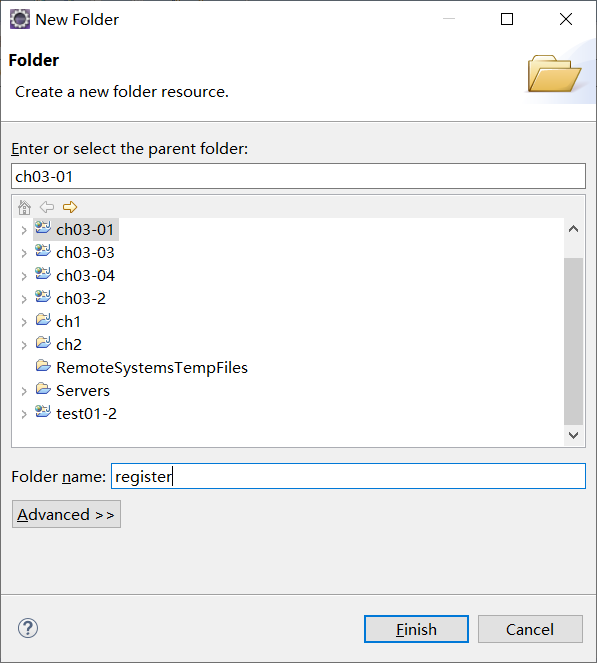 New Folder
Folder
Create a new folder resource.
Enter or select the parent folder:
ch03-01
ch03-01
ch03-03
ch03-04
ch03-2
ch1
ch2
RemoteSystemsTempFiles
Servers
test01-2
Folder name: register
Advanced >>
? Finish Cancel